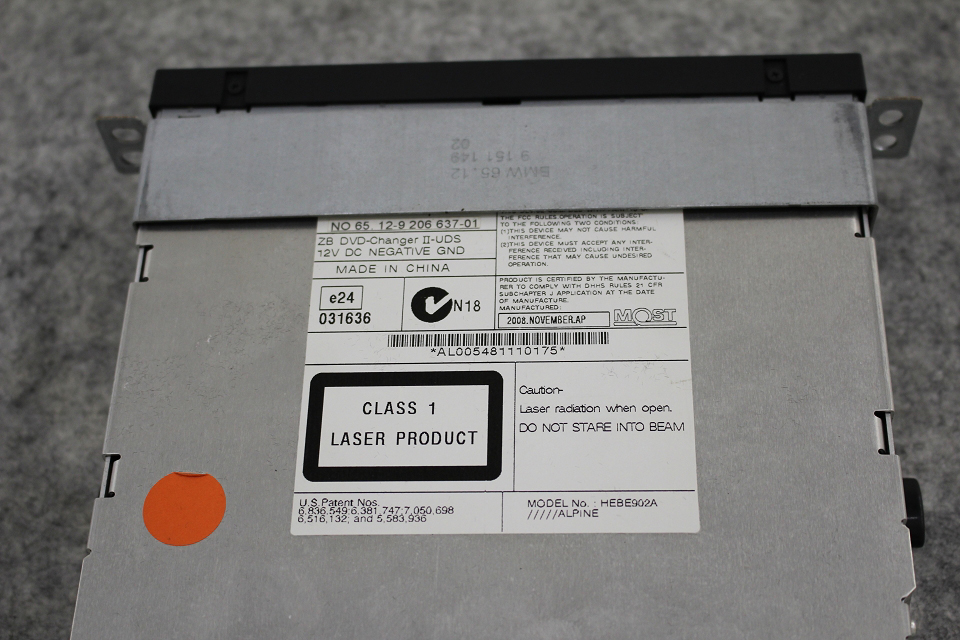 BMW 65.12
9 151 149
02
NO 65. 12-9 206 637-01
ZB DVD-Changer II-UDS
12V DC NEGATIVE GND
MADE IN CHINA
THE FCC RULES.OPERATION IS SUBJECT
TO THE FOLLOWING TWO CONDITIONS.
(1)THIS DEVICE MAY NOT CAUSE HARMFUL
INTERFERENCE.
(2)THIS DEVICE MUST ACCEPT ANY INTER-
FERENCE RECEIVED INCLUDING INTER-
FERENCE THAT MAY CAUSE UNDESIRED
OPERATION.
e24
031636
N18
PRODUCT IS CERTIFIED BY THE MANUFACTU-
RER TO COMPLY WITH DHHS RULES 21 CFR
SUBCHAPTER J APPLICATION AT THE DATE
OF MANUFACTURE.
MANUFACTURED:
2008.NOVEMBER.AP
MOST
*AL005481110175*
CLASS 1
LASER PRODUCT
Caution-
Laser radiation when open.
DO NOT STARE INTO BEAM
U.S.Patent Nos.
6,836,549;6,381,747;7,050,698
6,516,132; and 5,583,936
MODEL No. : HEBE902A
/////ALPINE